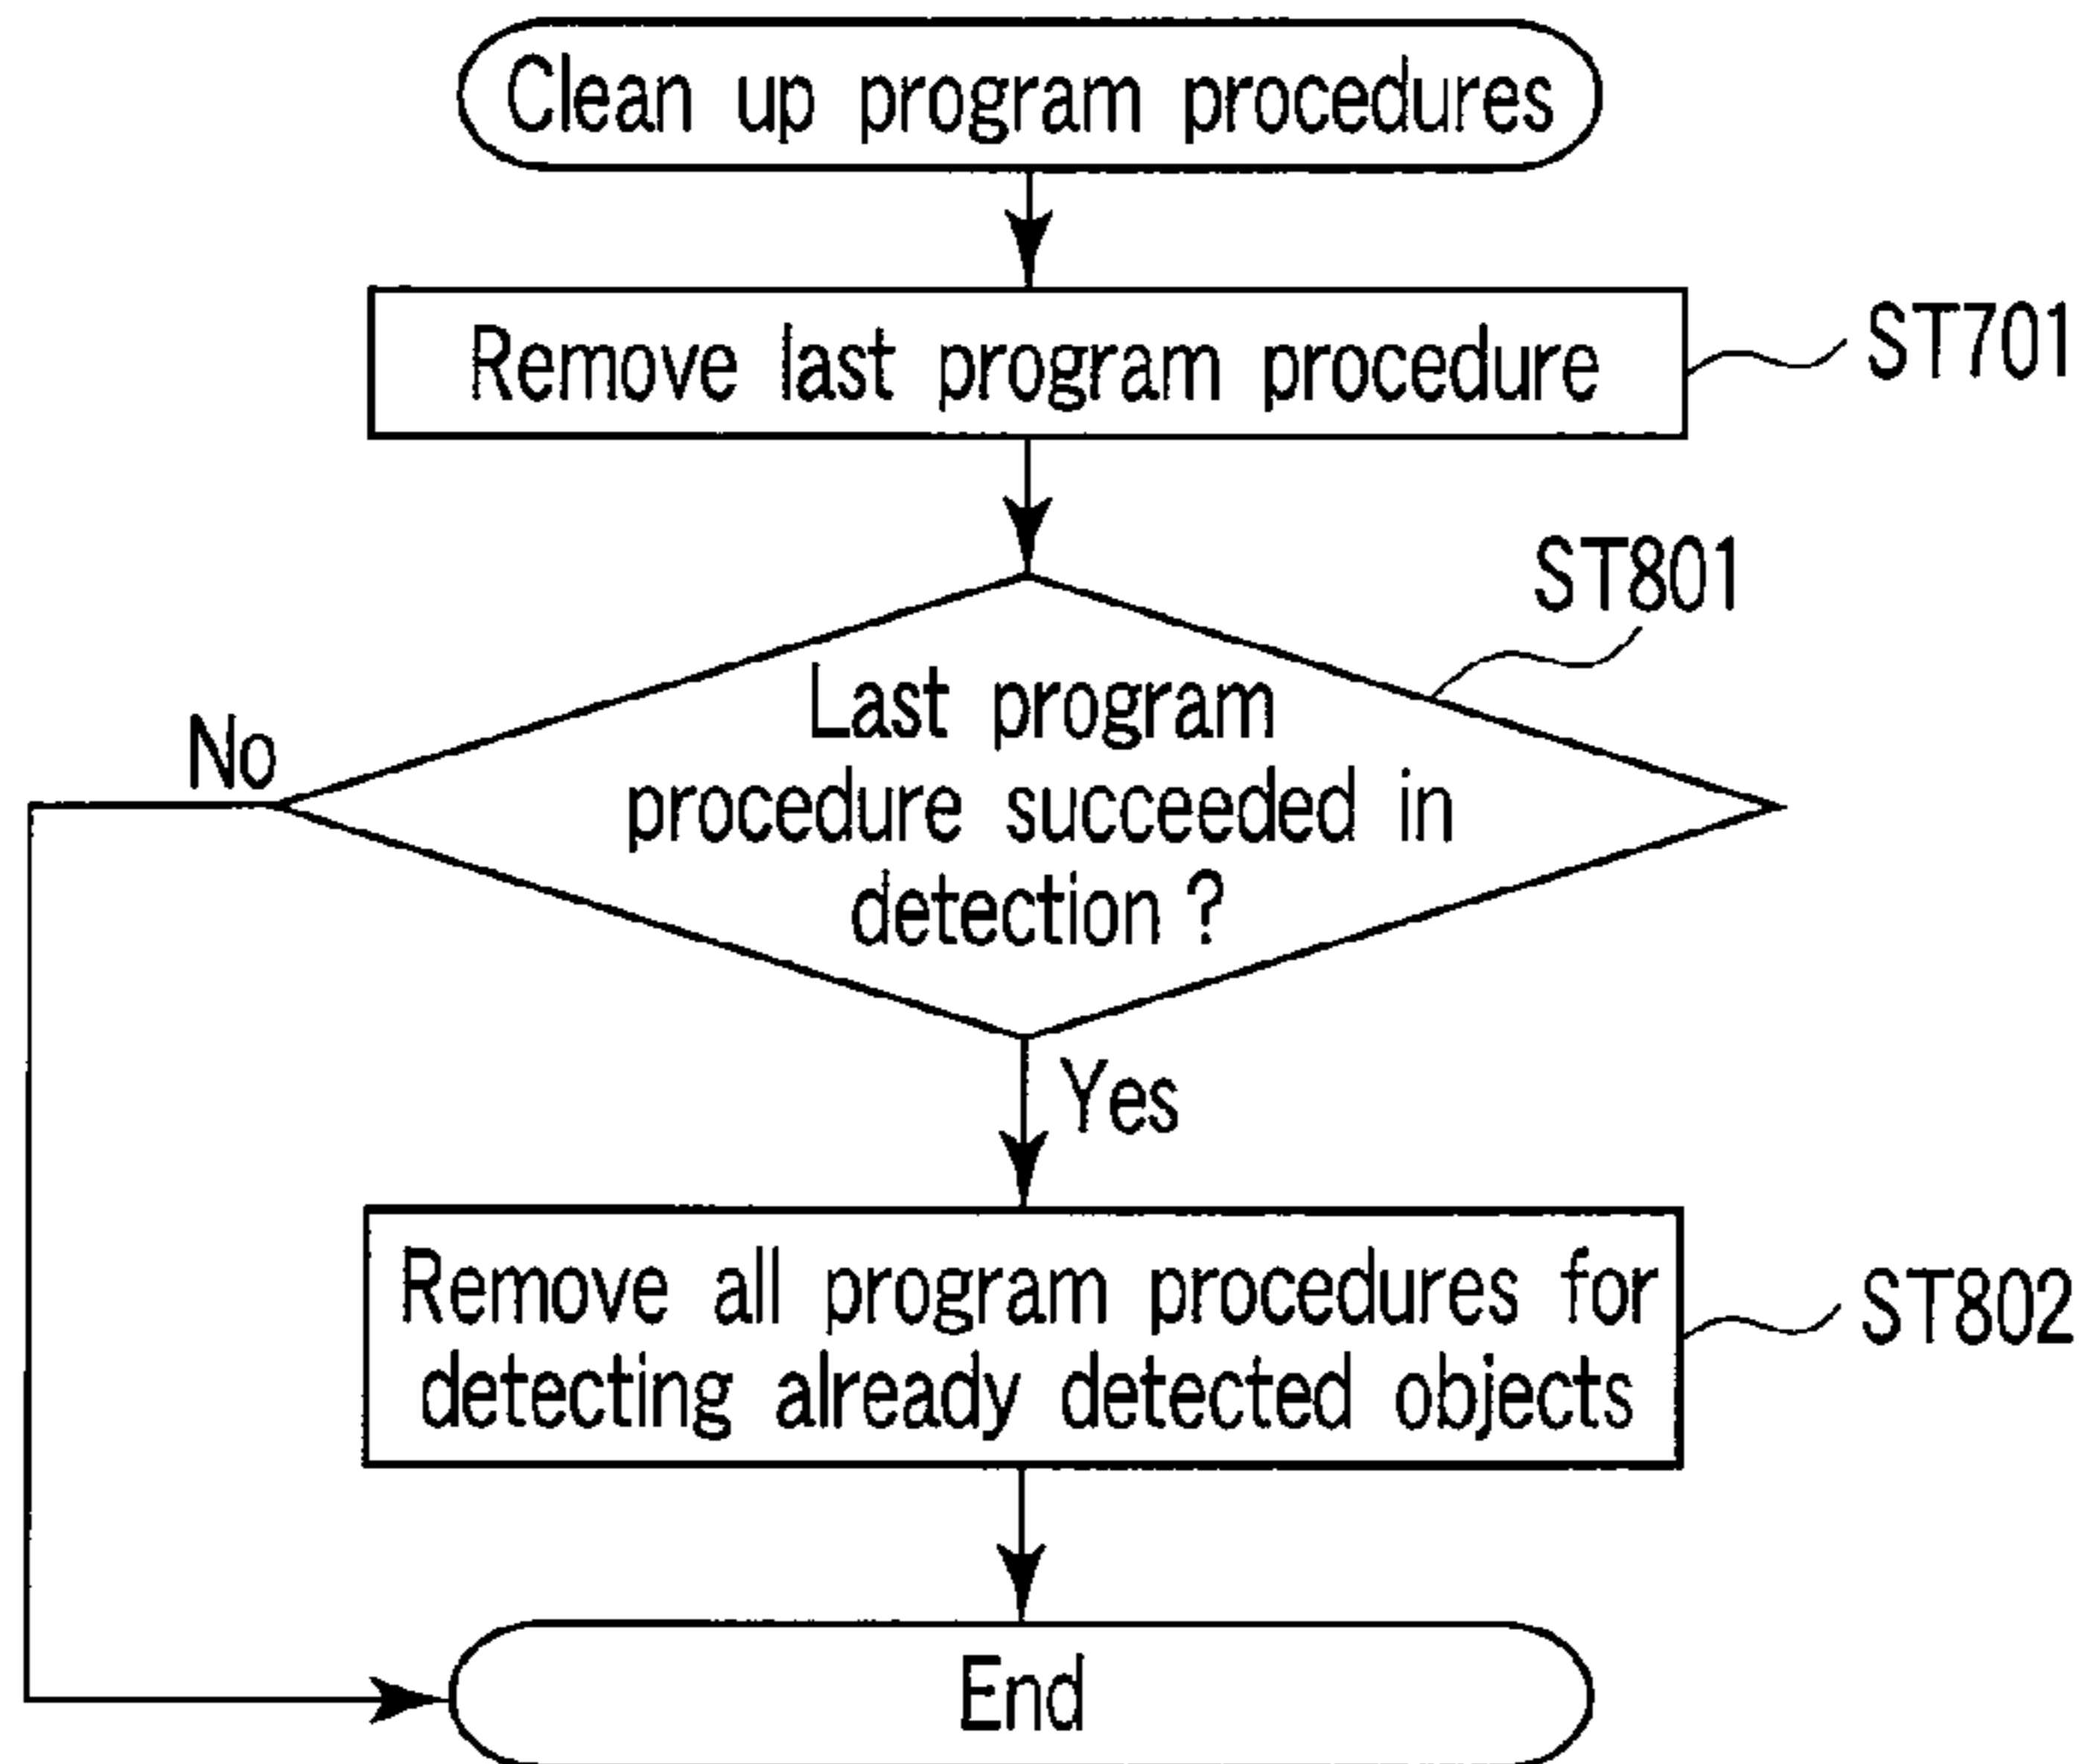 Clean up program procedures
Remove last program procedure
ST701
ST801
Last program
procedure succeeded in
detection ?
No
Yes
Remove all program procedures for
detecting already detected objects
ST802
End